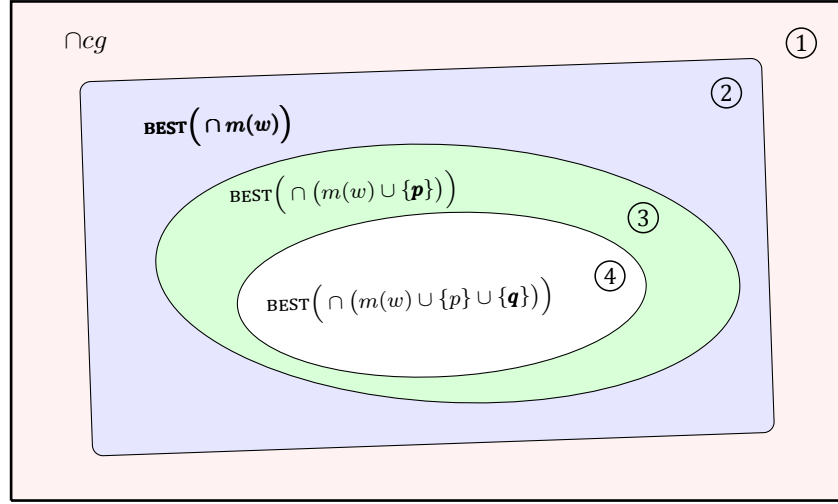 ∩cg ①
②
BEST(∩ m(w))
BEST(∩ (m(w) ∪ {p}))
③
④
BEST(∩ (m(w) ∪ {p} ∪ {q}))